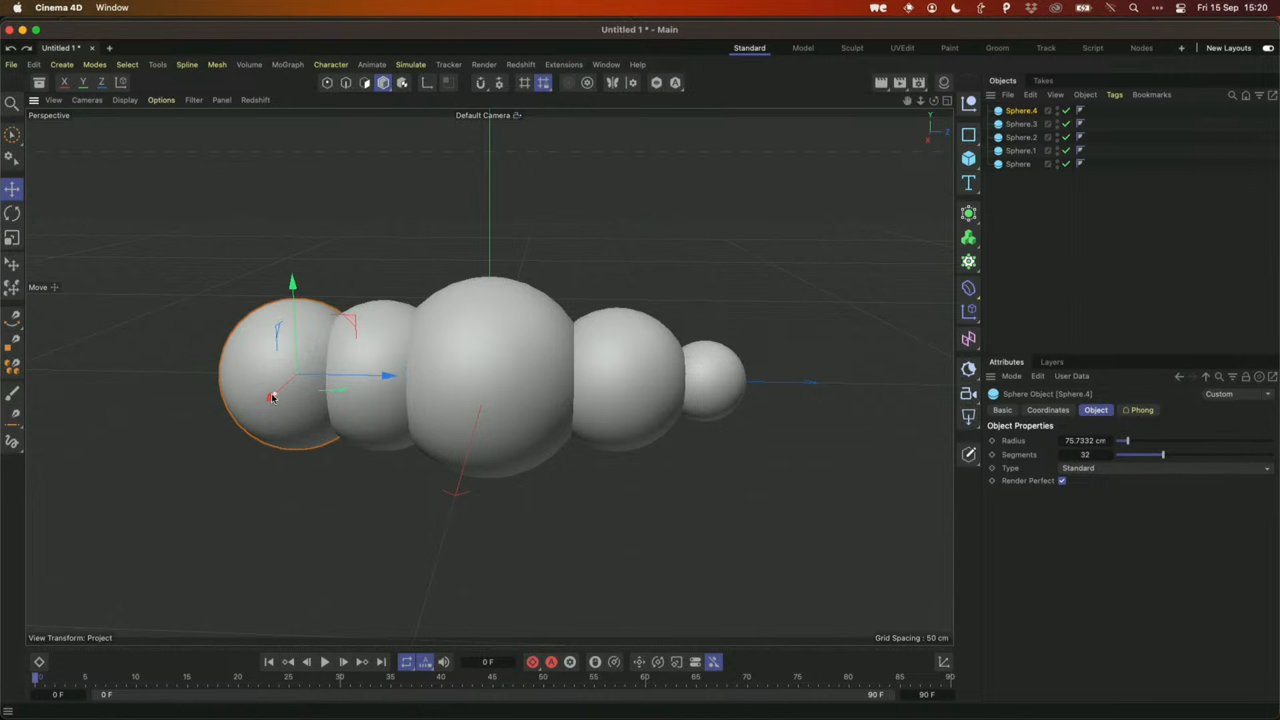 Cinema 4D Window
Fri 15 Sep 15:20
Untitled 1 * - Main
Untitled 1 *
Standard Model Sculpt UVEdit Paint Groom Track Script Nodes New Layouts
File Edit Create Modes Select Tools Spline Mesh Volume MoGraph Character Animate Simulate Tracker Render Redshift Extensions Window Help
X Y Z
Objects Takes
View Cameras Display Options Filter Panel Redshift
File Edit View Object Tags Bookmarks
Perspective
Default Camera
Y
Z
X
Sphere.4
Sphere.3
Sphere.2
Sphere.1
Sphere
Move
Attributes Layers
Mode Edit User Data
Sphere Object [Sphere.4]
Custom
Basic Coordinates Object Phong
Object Properties
Radius 75.7332 cm
Segments 32
Type Standard
Render Perfect
View Transform: Project
Grid Spacing : 50 cm
0 F
0 5 10 15 20 25 30 35 40 45 50 55 60 65 70 75 80 85 90
0 F 0 F 90 F 90 F